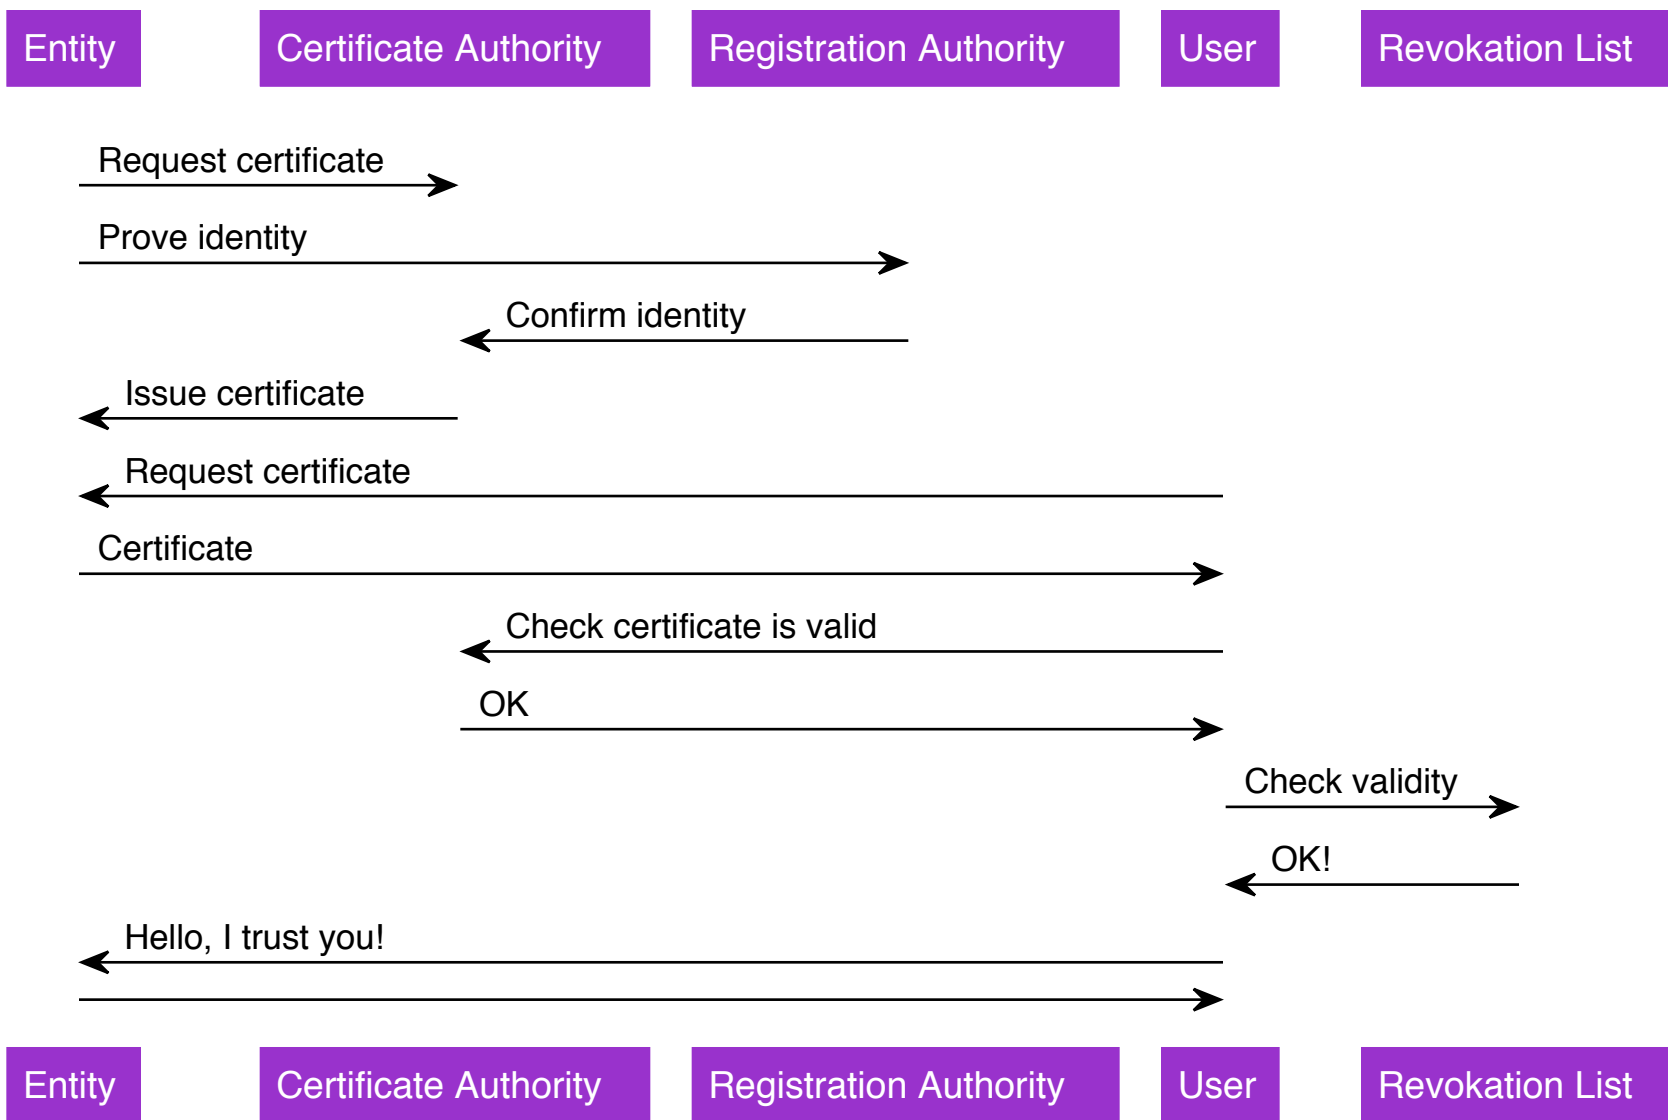 Entity Certificate Authority Registration Authority User Revokation List
Request certificate
Prove identity
Confirm identity
Issue certificate
Request certificate
Certificate
Check certificate is valid
OK
Check validity
OK!
Hello, I trust you!
Entity Certificate Authority Registration Authority User Revokation List